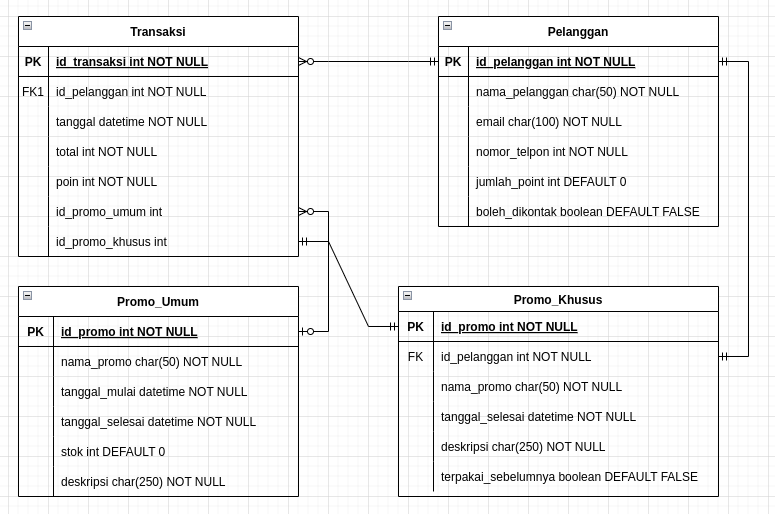 Transaksi
PK id_transaksi int NOT NULL
FK1 id_pelanggan int NOT NULL
tanggal datetime NOT NULL
total int NOT NULL
poin int NOT NULL
id_promo_umum int
id_promo_khusus int
Pelanggan
PK id_pelanggan int NOT NULL
nama_pelanggan char(50) NOT NULL
email char(100) NOT NULL
nomor_telpon int NOT NULL
jumlah_point int DEFAULT 0
boleh_dikontak boolean DEFAULT FALSE
Promo_Umum
PK id_promo int NOT NULL
nama_promo char(50) NOT NULL
tanggal_mulai datetime NOT NULL
tanggal_selesai datetime NOT NULL
stok int DEFAULT 0
deskripsi char(250) NOT NULL
Promo_Khusus
PK id_promo int NOT NULL
FK id_pelanggan int NOT NULL
nama_promo char(50) NOT NULL
tanggal_selesai datetime NOT NULL
deskripsi char(250) NOT NULL
terpakai_sebelumnya boolean DEFAULT FALSE